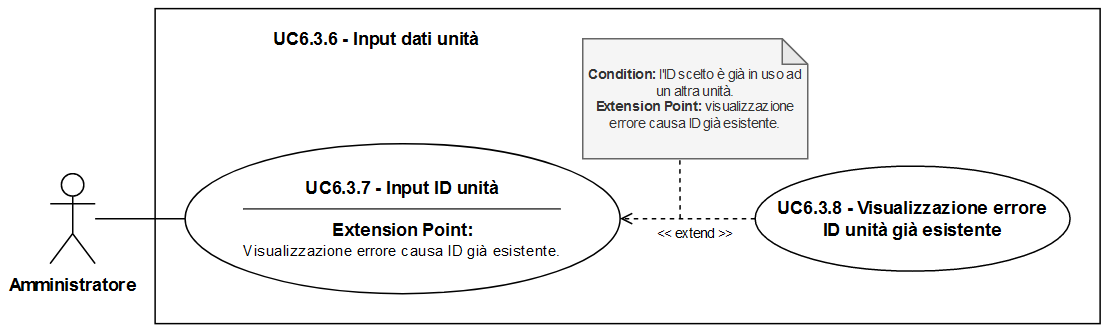 UC6.3.6 - Input dati unità
Condition: l'ID scelto è già in uso ad
un altra unità.
Extension Point: visualizzazione
errore causa ID già esistente.
UC6.3.7 - Input ID unità
Extension Point:
Visualizzazione errore causa ID già esistente.
<< extend >>
UC6.3.8 - Visualizzazione errore
ID unità già esistente
Amministratore